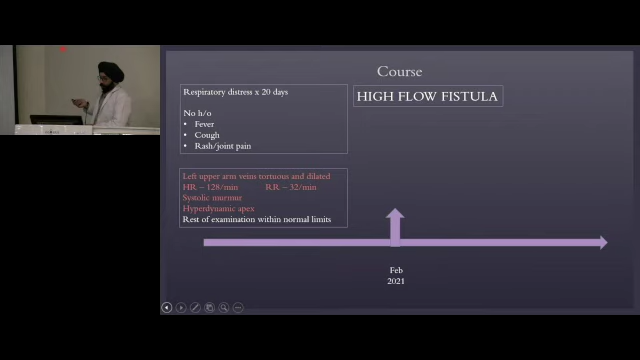 Course
Respiratory distress x 20 days
No h/o
• Fever
• Cough
• Rash/joint pain
HIGH FLOW FISTULA
Left upper arm veins tortuous and dilated
HR – 128/min RR – 32/min
Systolic murmur
Hyperdynamic apex
Rest of examination within normal limits
Feb
2021